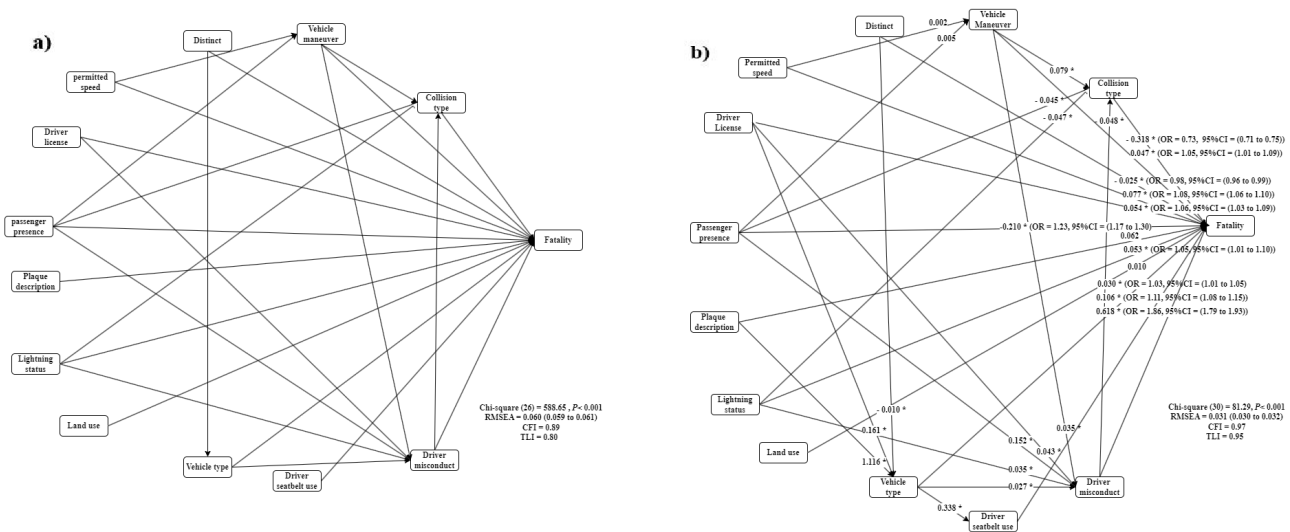 a)
Distinct
Vehicle
maneuver
permitted
speed
Collision
type
Driver
license
passenger
presence
Fatality
Plaque
description
Lightning
status
Land use
Vehicle type
Driver
seatbelt use
Driver
misconduct
Chi-square (26) = 588.65 , P< 0.001
RMSEA = 0.060 (0.059 to 0.061)
CFI = 0.89
TLI = 0.80
b)
Distinct
Vehicle
Maneuver
0.002
0.005
Permitted
speed
0.079 *
Collision
type
- 0.045 *
- 0.047 *
- 0.048 *
Driver
License
- 0.318 * (OR = 0.73, 95%CI = (0.71 to 0.75))
0.047 * (OR = 1.05, 95%CI = (1.01 to 1.09))
- 0.025 * (OR = 0.98, 95%CI = (0.96 to 0.99))
0.077 * (OR = 1.08, 95%CI = (1.06 to 1.10))
0.054 * (OR = 1.06, 95%CI = (1.03 to 1.09))
Passenger
presence
0.210 * (OR = 1.23, 95%CI = (1.17 to 1.30)
Fatality
0.062
0.053 * (OR = 1.05, 95%CI = (1.01 to 1.10))
0.010
0.030 * (OR = 1.03, 95%CI = (1.01 to 1.05)
0.106 * (OR = 1.11, 95%CI = (1.08 to 1.15))
0.618 * (OR = 1.86, 95%CI = (1.79 to 1.93))
Plaque
description
Lightning
status
- 0.010 *
0.161 *
0.035 *
0.152 *
0.043 *
Land use
1.116 *
0.035 *
0.027 *
Vehicle
type
Driver
misconduct
0.338 *
Driver
seatbelt use
Chi-square (30) = 81.29, P< 0.001
RMSEA = 0.031 (0.030 to 0.032)
CFI = 0.97
TLI = 0.95